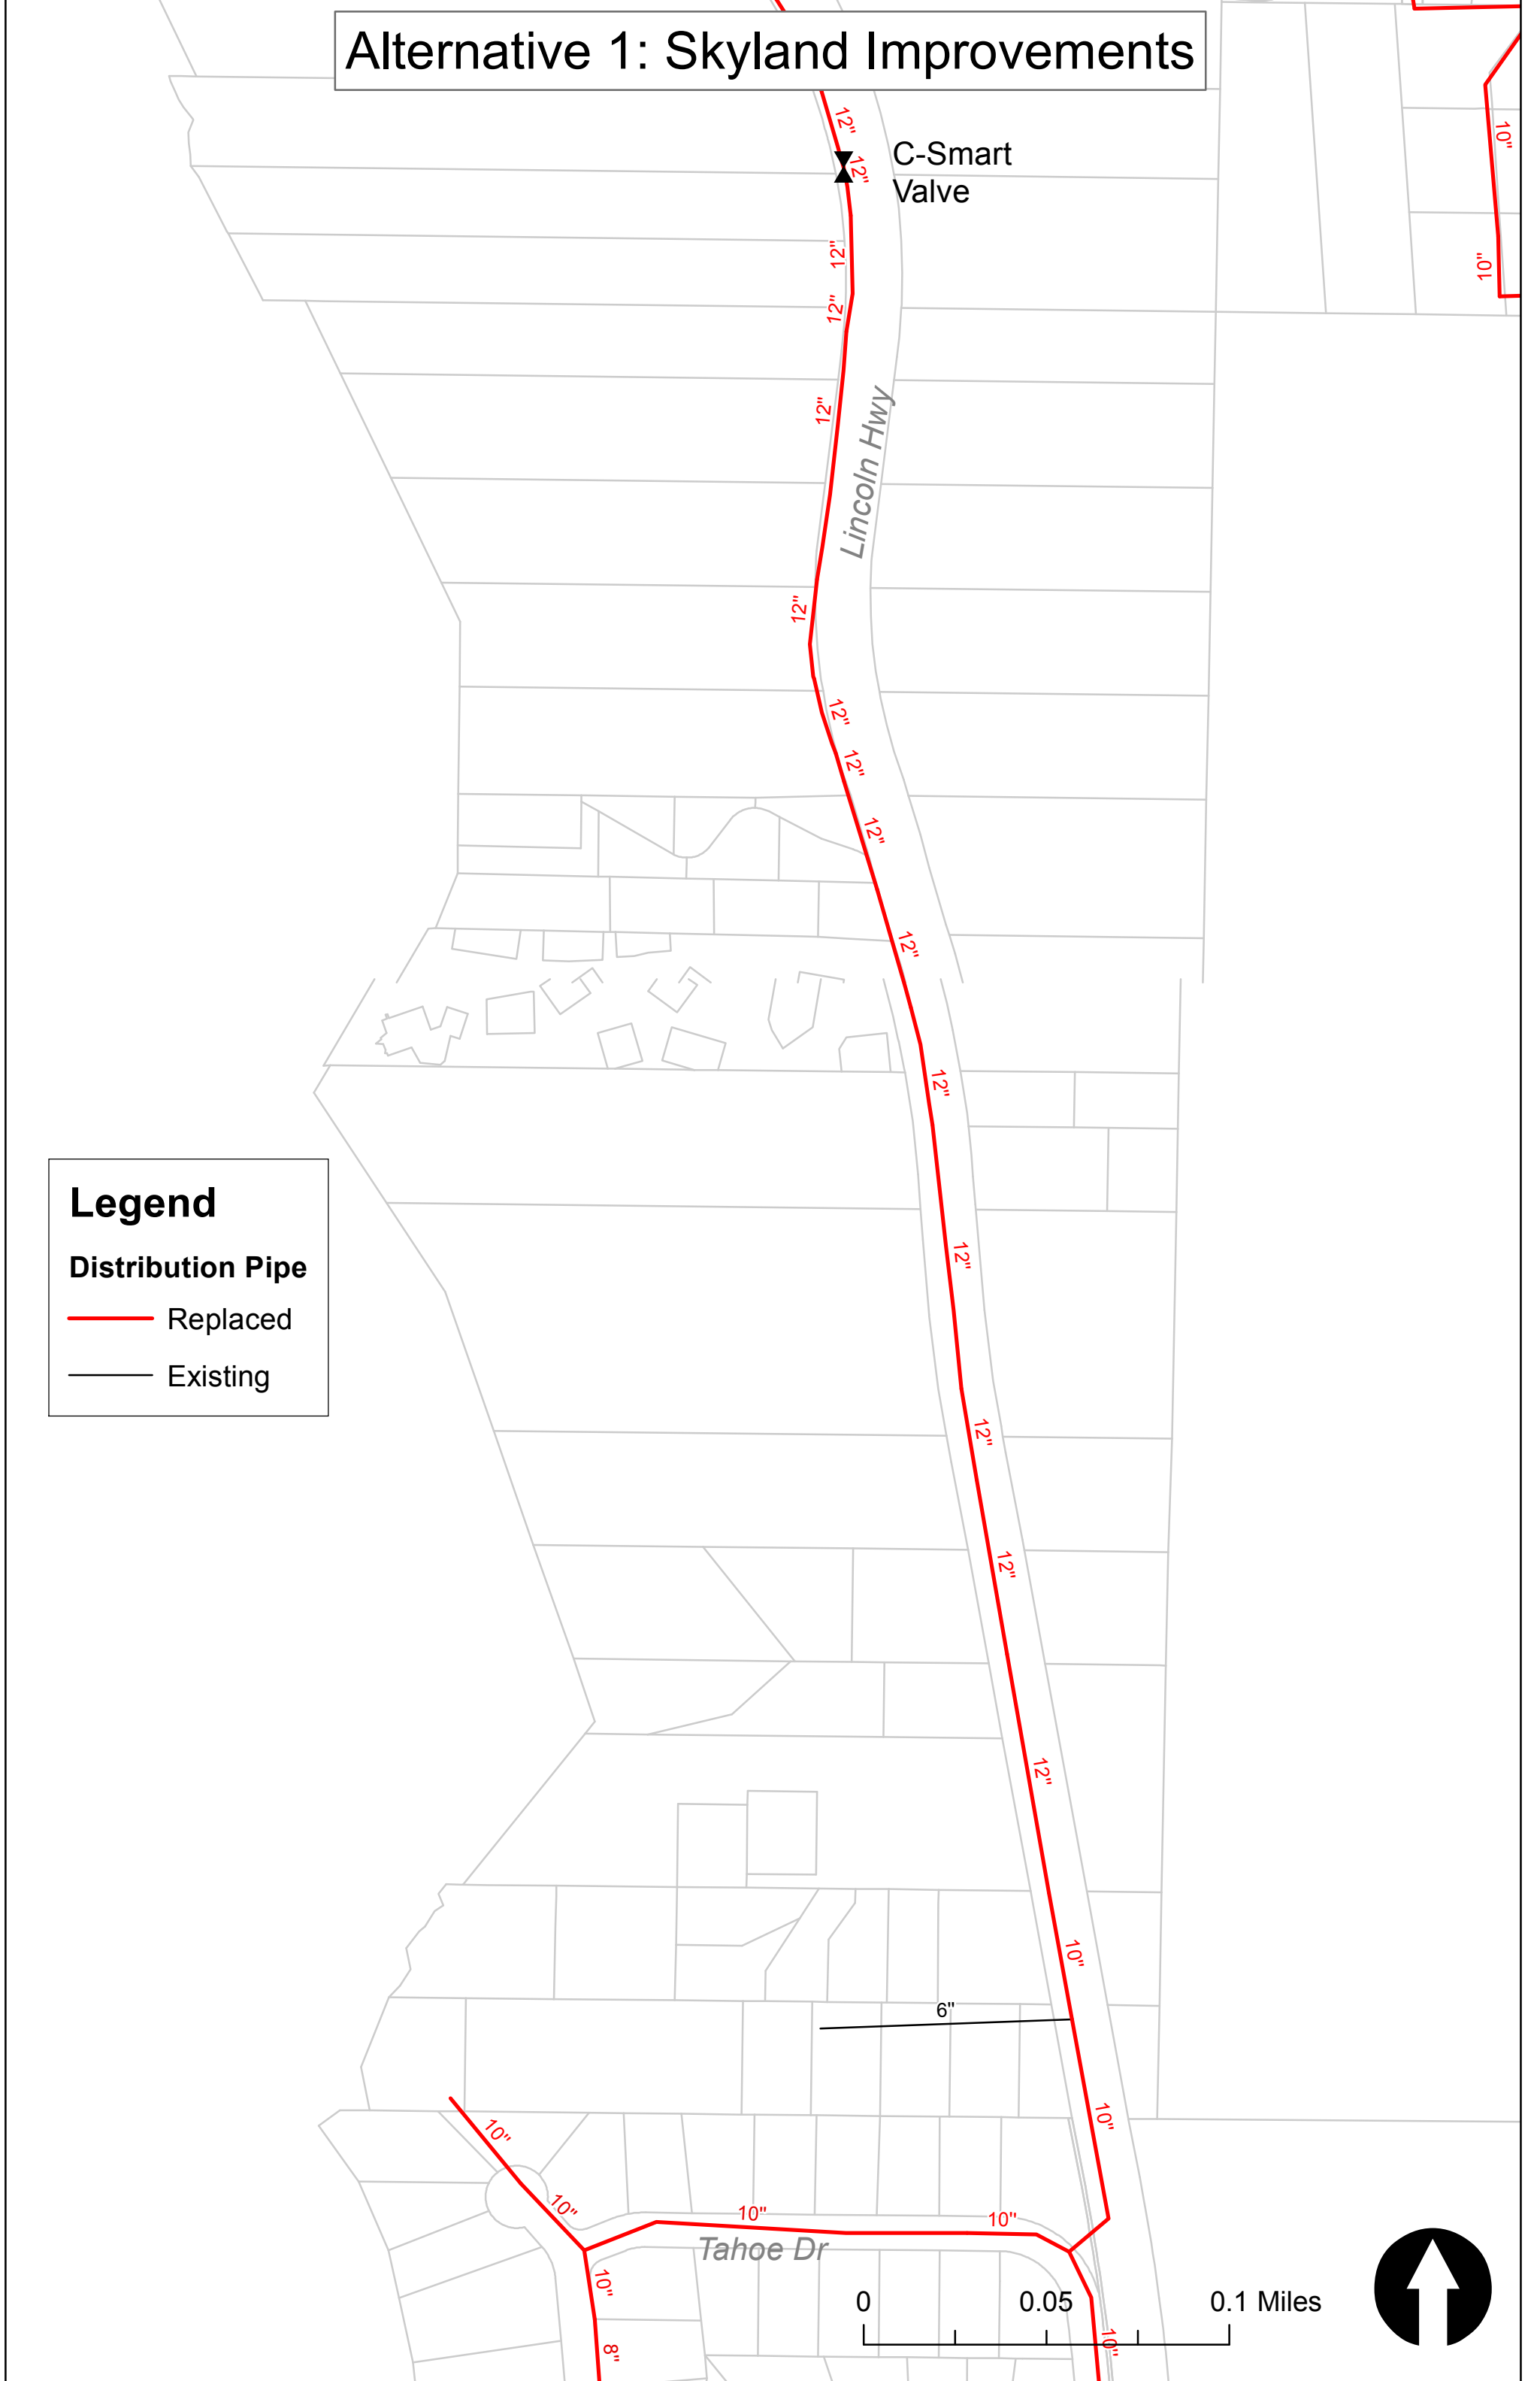 Alternative 1: Skyland Improvements
12"
C-Smart
12"
Valve
10"
12"
10"
12"
12"
Lincoln Hwy
12"
12"
12"
12"
12"
12"
Legend
Distribution Pipe
12"
Replaced
Existing
12"
12"
12"
10"
6"
10"
10"
10"
10"
10"
Tahoe Dr
10"
0 0.05 0.1 Miles
10"
8"